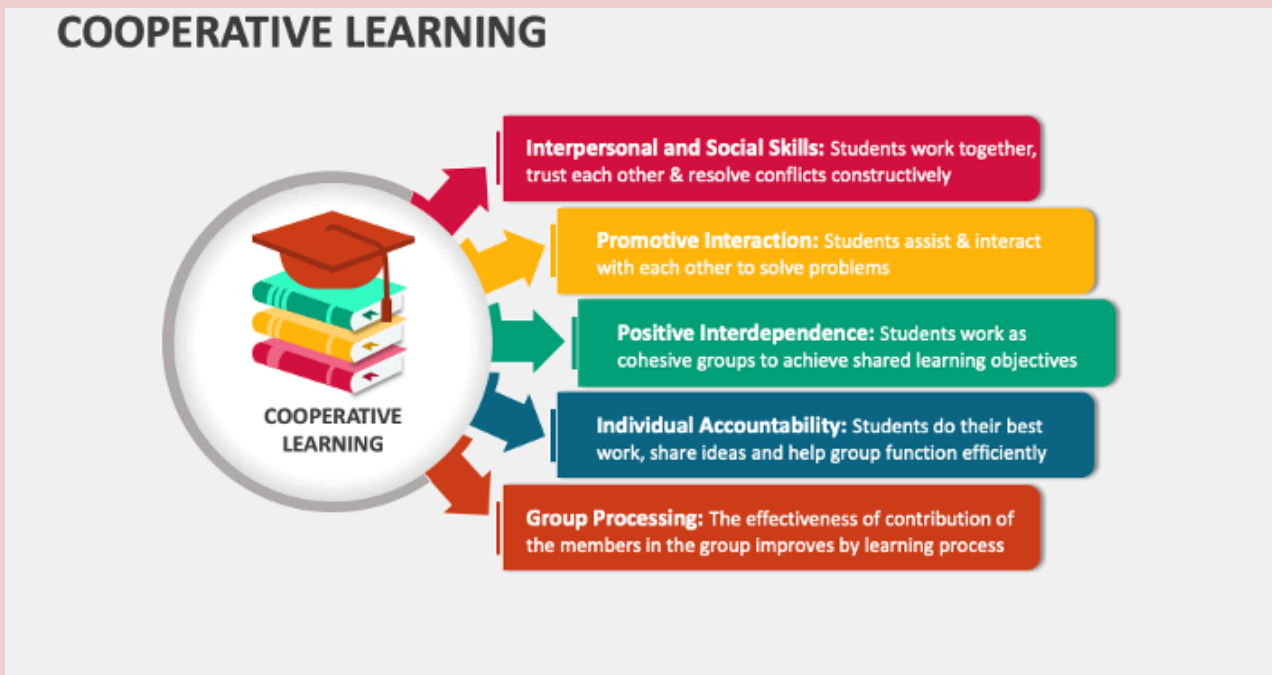 COOPERATIVE LEARNING
Interpersonal and Social Skills: Students work together,
trust each other & resolve conflicts constructively
Promotive Interaction: Students assist & interact
with each other to solve problems
Positive Interdependence: Students work as
cohesive groups to achieve shared learning objectives
COOPERATIVE
LEARNING
Individual Accountability: Students do their best
work, share ideas and help group function efficiently
Group Processing: The effectiveness of contribution of
the members in the group improves by learning process